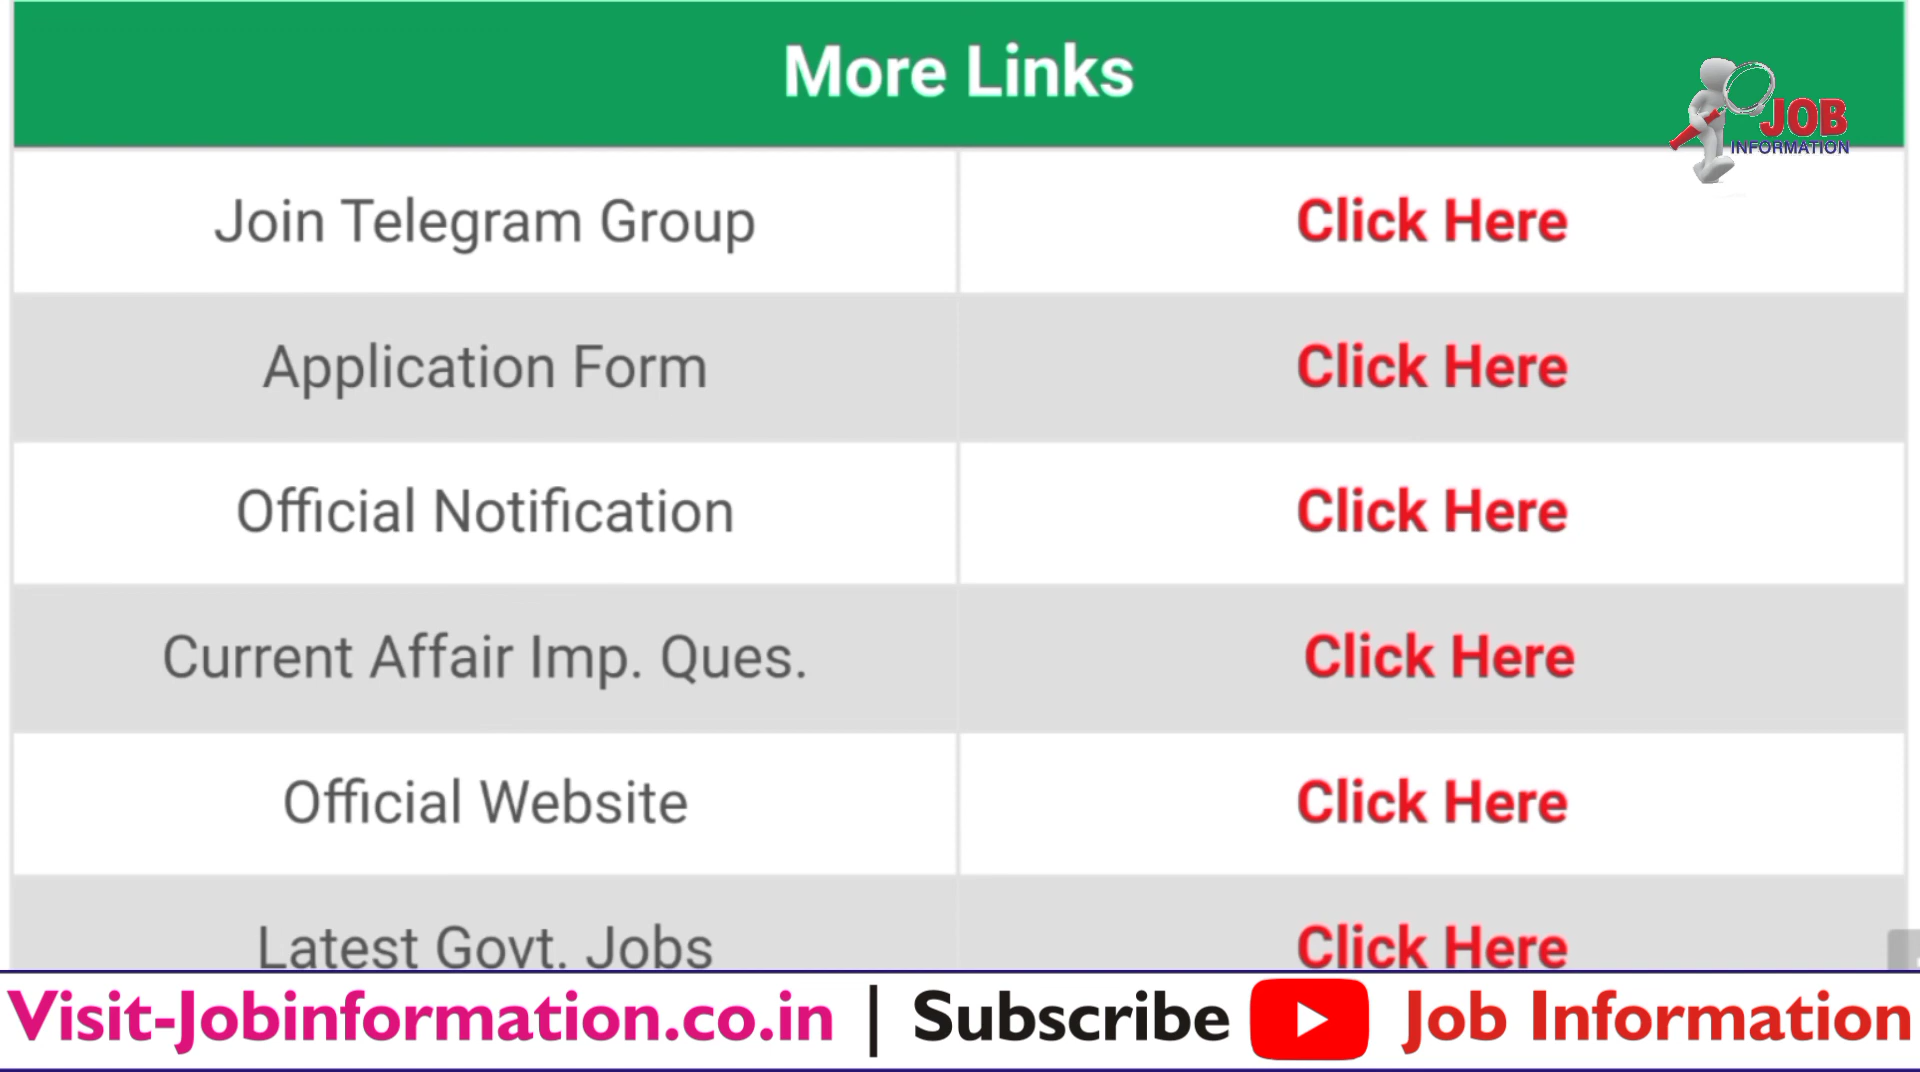 More Links
JOB
INFORMATION
Join Telegram Group Click Here
Application Form Click Here
Official Notification Click Here
Current Affair Imp. Ques. Click Here
Official Website Click Here
Latest Govt. Jobs Click Here
Visit-Jobinformation.co.in | Subscribe Job Information